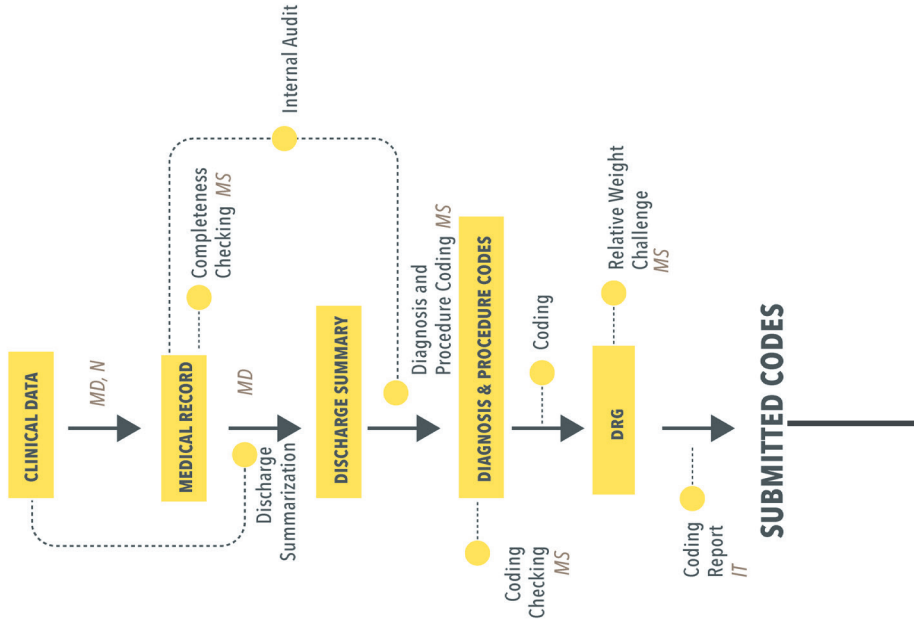 CLINICAL DATA
MD, N
Internal Audit
MEDICAL RECORD
Completeness
Checking MS
MD
Discharge
Summarization
DISCHARGE SUMMARY
Diagnosis and
Procedure Coding MS
DIAGNOSIS & PROCEDURE CODES
Coding
Checking
MS
Coding
DRG
Relative Weight
Challenge
MS
Coding
Report
IT
SUBMITTED CODES